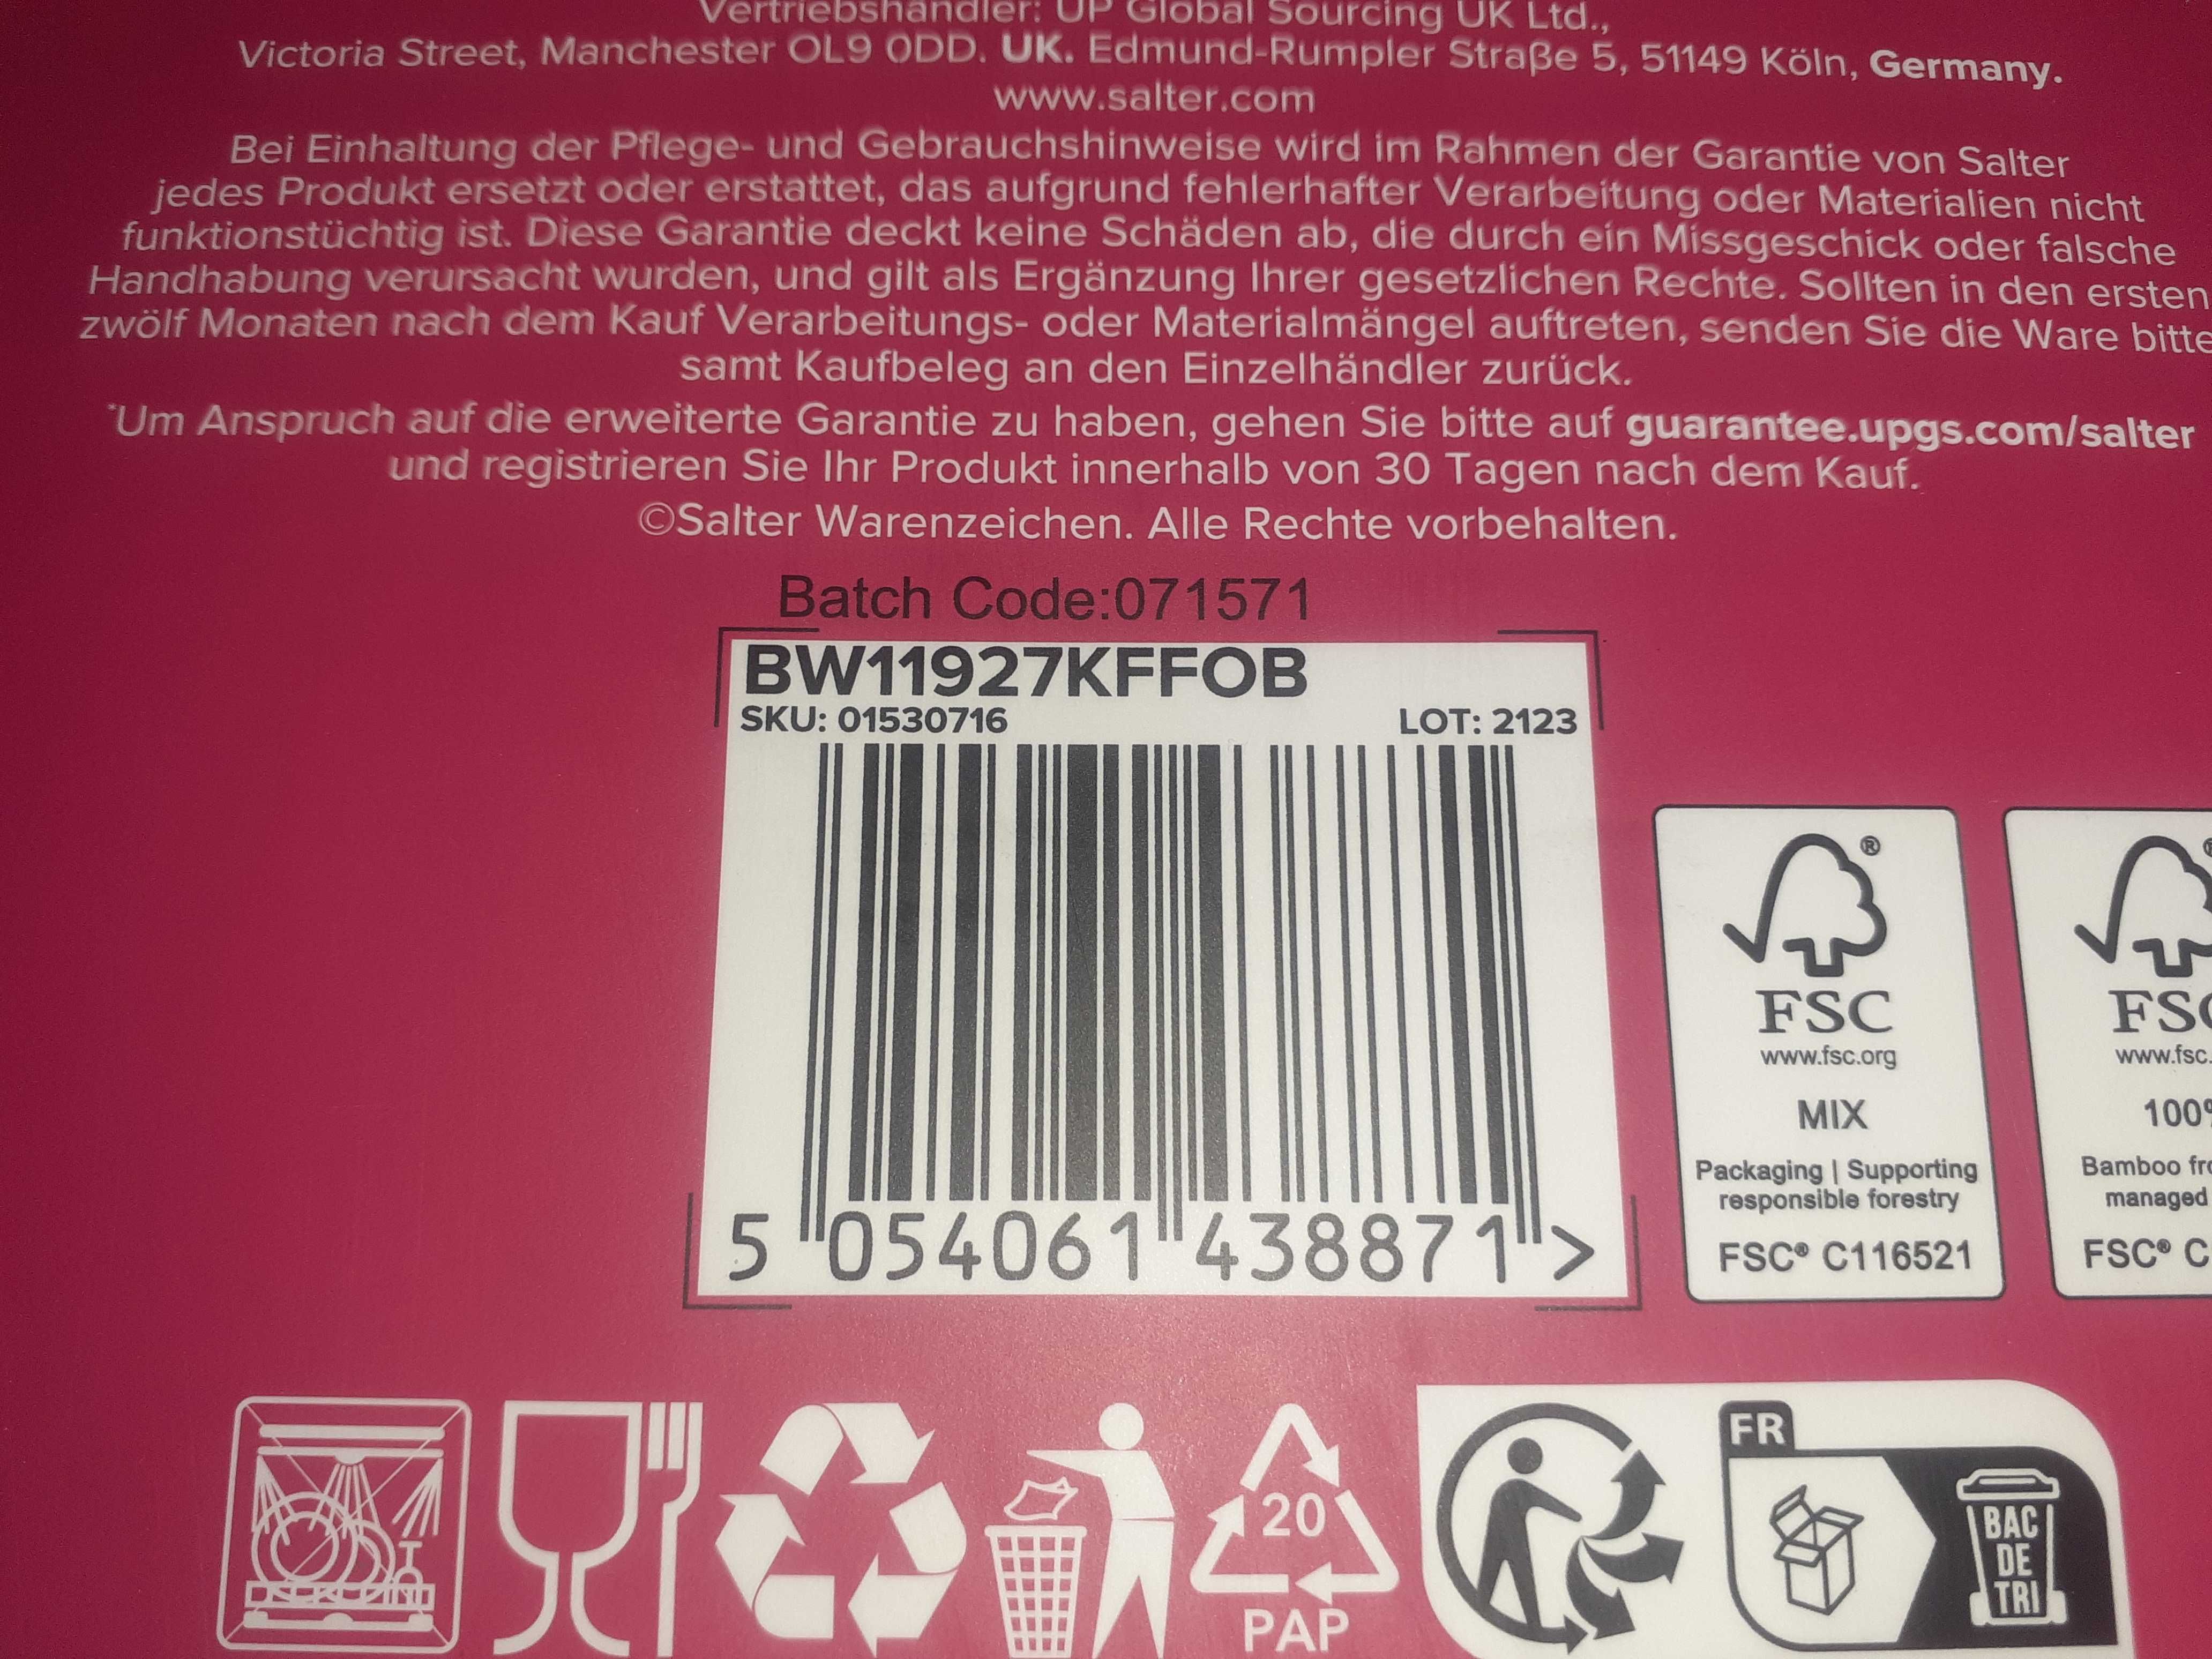 Vertriebshändler: UP Global Sourcing UK Ltd.,
Victoria Street, Manchester OL9 0DD. UK. Edmund-Rumpler Straße 5, 51149 Köln, Germany.
www.salter.com
Bei Einhaltung der Pflege- und Gebrauchshinweise wird im Rahmen der Garantie von Salter
jedes Produkt ersetzt oder erstattet, das aufgrund fehlerhafter Verarbeitung oder Materialien nicht
funktionstüchtig ist. Diese Garantie deckt keine Schäden ab, die durch ein Missgeschick oder falsche
Handhabung verursacht wurden, und gilt als Ergänzung Ihrer gesetzlichen Rechte. Sollten in den ersten
zwölf Monaten nach dem Kauf Verarbeitungs- oder Materialmängel auftreten, senden Sie die Ware bitte
samt Kaufbeleg an den Einzelhändler zurück.
*Um Anspruch auf die erweiterte Garantie zu haben, gehen Sie bitte auf guarantee.upgs.com/salter
und registrieren Sie Ihr Produkt innerhalb von 30 Tagen nach dem Kauf.
©Salter Warenzeichen. Alle Rechte vorbehalten.
Batch Code:071571
BW11927KFFOB
SKU: 01530716 LOT: 2123
5 054061 438871 >
FSC®
www.fsc.org
MIX
Packaging | Supporting
responsible forestry
FSC® C116521
www.fsc.
100%
Bamboo
managed
FSC® C
20
PAP
FR
BAC
DE
TRI